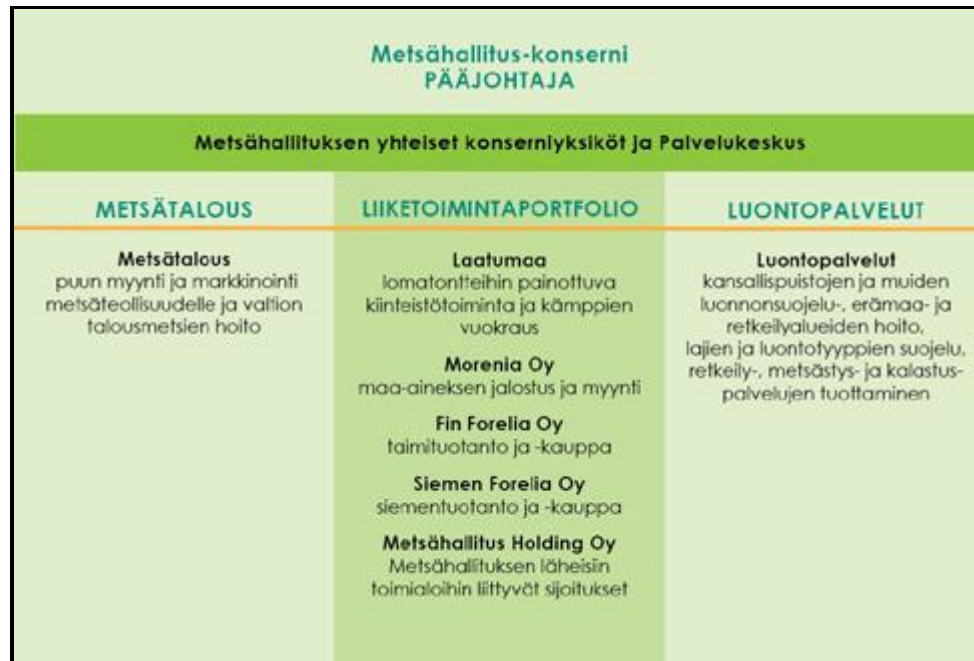 Metsähallitus-konserni
PÄÄJOHTAJA
Metsähallituksen yhteiset konserniyksiköt ja Palvelukeskus
METSÄTALOUS
Metsätalous
puun myynti ja markkinointi
metsäteollisuudelle ja valtion
talousmetsien hoito
LIIKETOIMINTAPORTFOLIO
Laatumaa
lomatontteihin painottuva
kiinteistötoiminta ja kämppien
vuokraus
Morenia Oy
maa-aineksen jalostus ja myynti
Fin Forelia Oy
taimituotanto ja -kauppa
Siemen Forelia Oy
siementuotanto ja -kauppa
Metsähallitus Holding Oy
Metsähallituksen läheisiin
toimialoihin liittyvät sijoitukset
LUONTOPALVELUT
Luontopalvelut
kansallispuistojen ja muiden
luonnonsuojelu-, erämaa- ja
retkeilyalueiden hoito,
lajien ja luontotyyppien suojelu,
retkeily-, metsästys- ja kalastus-
palvelujen tuottaminen